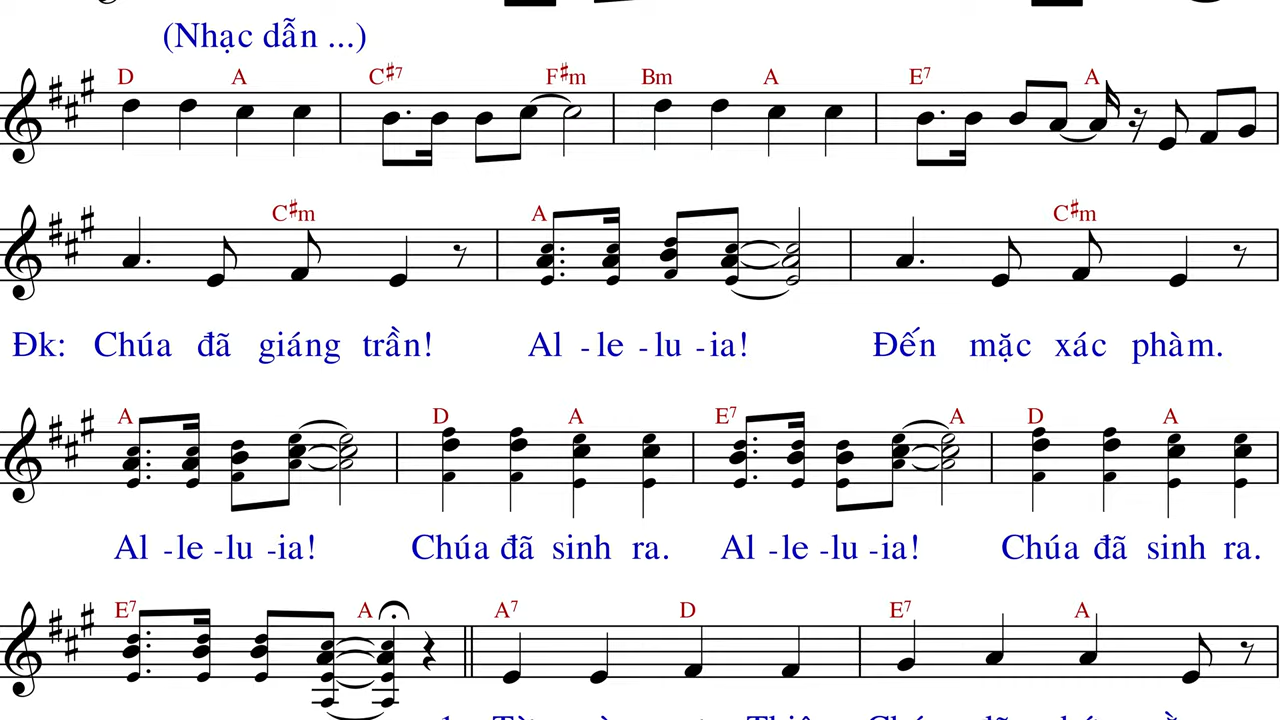 (Nhạc dẫn ...)
D A C#7 F#m Bm A E7 A
C#m A C#m
Đk: Chúa đã giáng trần! Al - le - lu - ia! Đến mặc xác phàm.
A D A E7 A D A
Al - le - lu - ia! Chúa đã sinh ra. Al - le - lu - ia! Chúa đã sinh ra.
E7 A A7 D E7 A